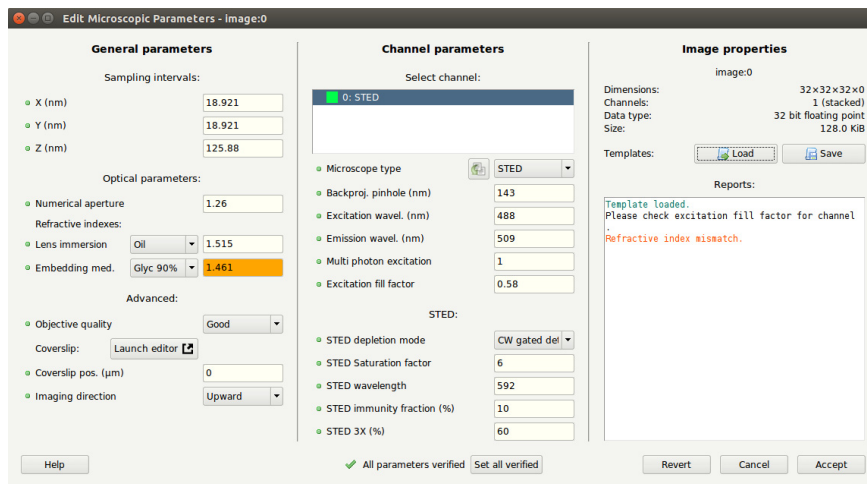 Edit Microscopic Parameters - image:0
General parameters
Sampling intervals:
X (nm) 18.921
Y (nm) 18.921
Z (nm) 125.88
Optical parameters:
Numerical aperture 1.26
Refractive indexes:
Lens immersion Oil 1.515
Embedding med. Glyc 90% 1.461
Advanced:
Objective quality Good
Coverslip: Launch editor
Coverslip pos. (µm) 0
Imaging direction Upward
Channel parameters
Select channel:
0: STED
Microscope type STED
Backproj. pinhole (nm) 143
Excitation wavel. (nm) 488
Emission wavel. (nm) 509
Multi photon excitation 1
Excitation fill factor 0.58
STED:
STED depletion mode CW gated det
STED Saturation factor 6
STED wavelength 592
STED immunity fraction (%) 10
STED 3X (%) 60
Image properties
image:0
Dimensions: 32×32×32×0
Channels: 1 (stacked)
Data type: 32 bit floating point
Size: 128.0 KiB
Templates: Load Save
Reports:
Template loaded.
Please check excitation fill factor for channel
.
Refractive index mismatch.
Help All parameters verified Set all verified Revert Cancel Accept